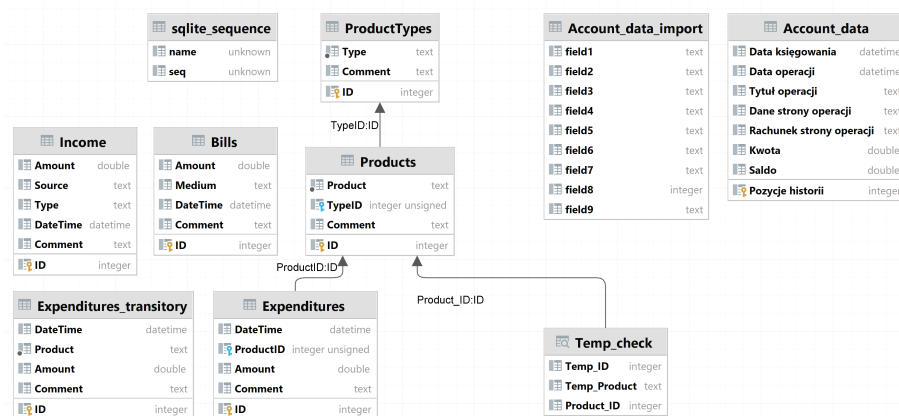 sqlite_sequence
name unknown
seq unknown
ProductTypes
Type text
Comment text
ID integer
Account_data_import
field1 text
field2 text
field3 text
field4 text
field5 text
field6 text
field7 text
field8 integer
field9 text
Account_data
Data księgowania datetime
Data operacji datetime
Tytuł operacji text
Dane strony operacji text
Rachunek strony operacji text
Kwota double
Saldo double
Pozycje historii integer
TypeID:ID
Income
Amount double
Source text
Type text
DateTime datetime
Comment text
ID integer
Bills
Amount double
Medium text
DateTime datetime
Comment text
ID integer
Products
Product text
TypeID integer unsigned
Comment text
ID integer
ProductID:ID
Product_ID:ID
Expenditures_transitory
DateTime datetime
Product text
Amount double
Comment text
ID integer
Expenditures
DateTime datetime
ProductID integer unsigned
Amount double
Comment text
ID integer
Temp_check
Temp_ID integer
Temp_Product text
Product_ID integer